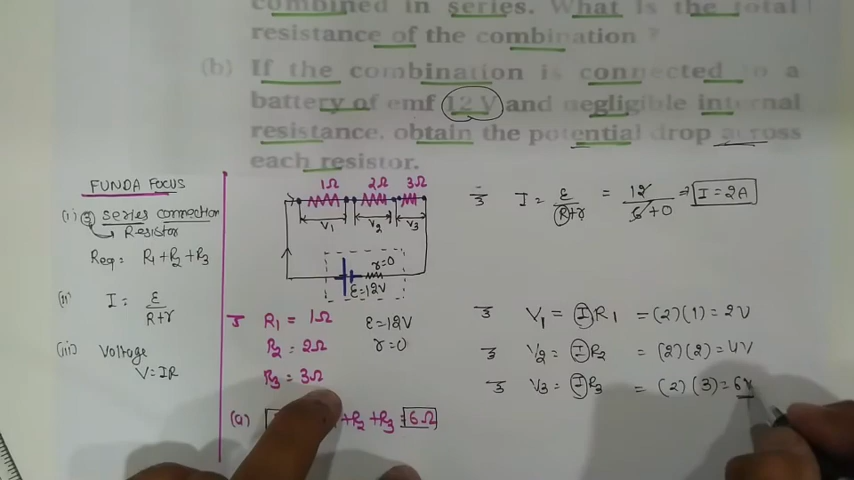 combined in series. What is the total
resistance of the combination ?
(b) If the combination is connected to a
battery of emf 12 V and negligible internal
resistance, obtain the potential drop across
each resistor.
FUNDA FOCUS
(i) 3 series connection
Resistor
Req = R1+R2+R3
(ii) I = ε
R+r
(iii) Voltage
V=IR
1Ω 2Ω 3Ω
V1 V2 V3
r=0
ε=12V
R1 = 1Ω ε=12V
R2 = 2Ω r=0
R3 = 3Ω
(a) +R2 +R3 = 6Ω
I = ε = 12 ⇒ I = 2A
R+r 6+0
V1 = I R1 = (2)(1) = 2V
V2 = I R2 = (2)(2) = 4V
V3 = I R3 = (2)(3) = 6V